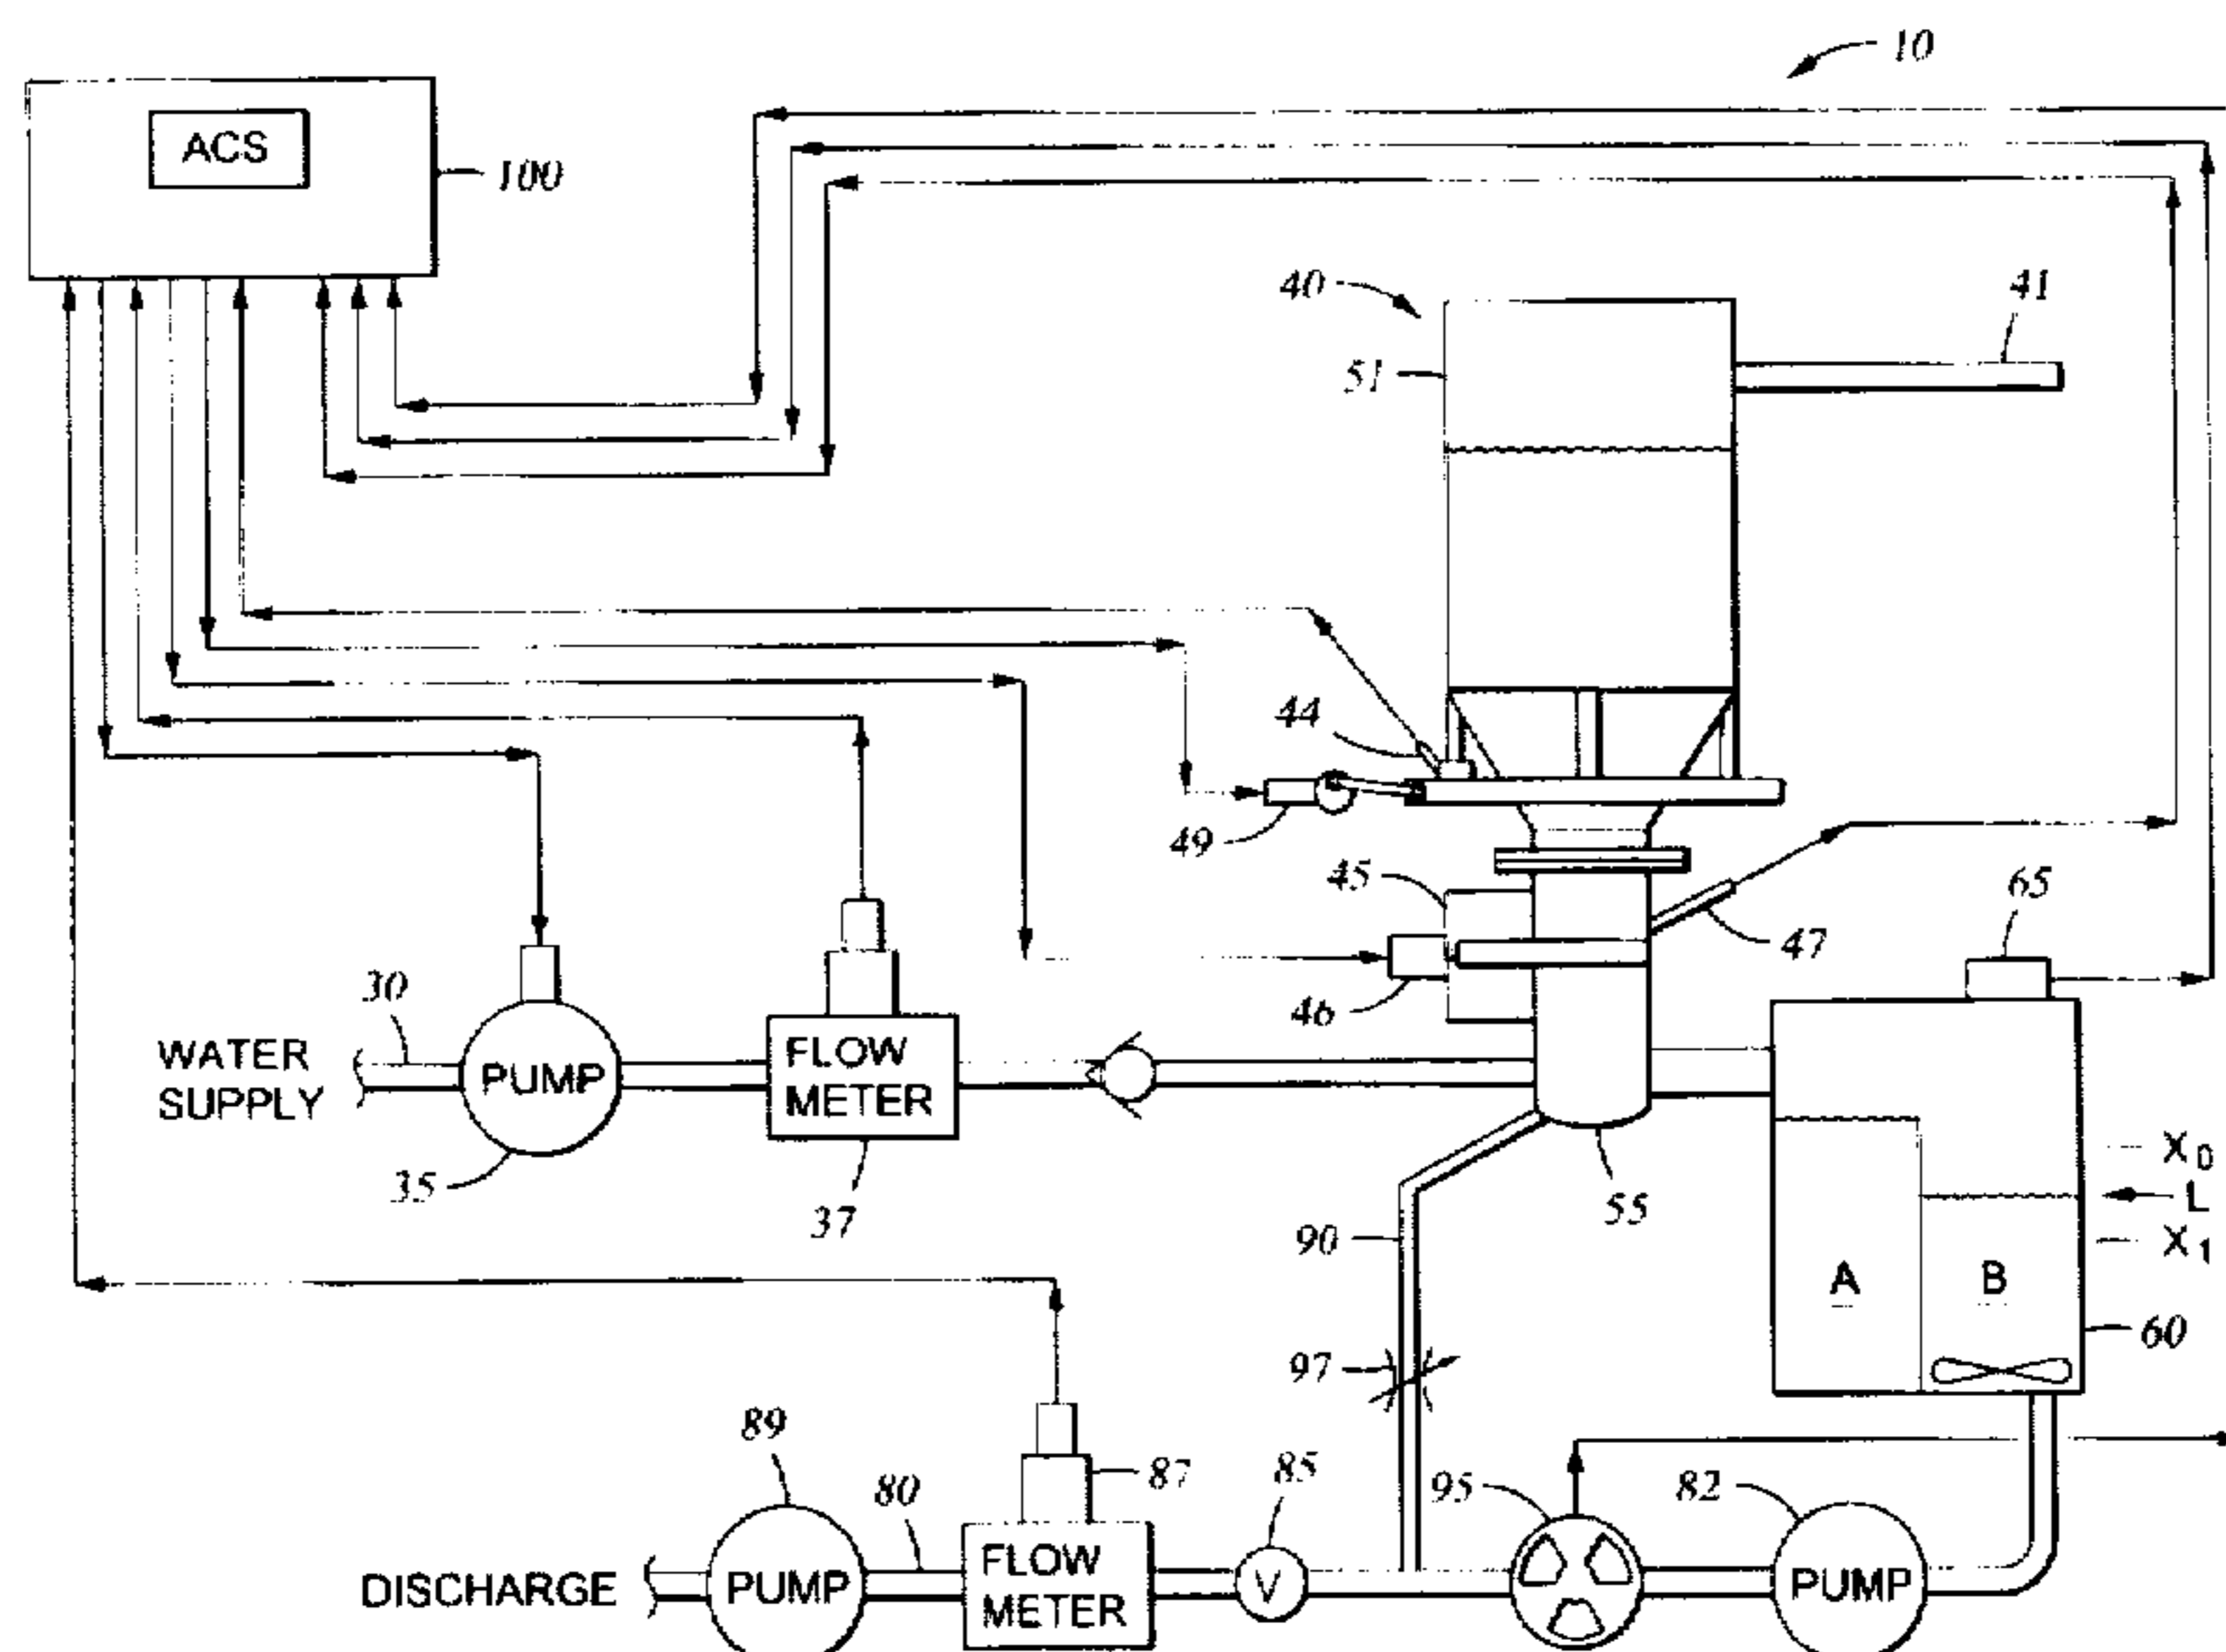 10
ACS
100
40
41
51
44
49
45
65
47
46
30
WATER
SUPPLY
PUMP
FLOW
METER
35
37
55
X0
L
X1
90
A
B
60
97
89
87
85
95
82
80
DISCHARGE
PUMP
FLOW
METER
V
PUMP